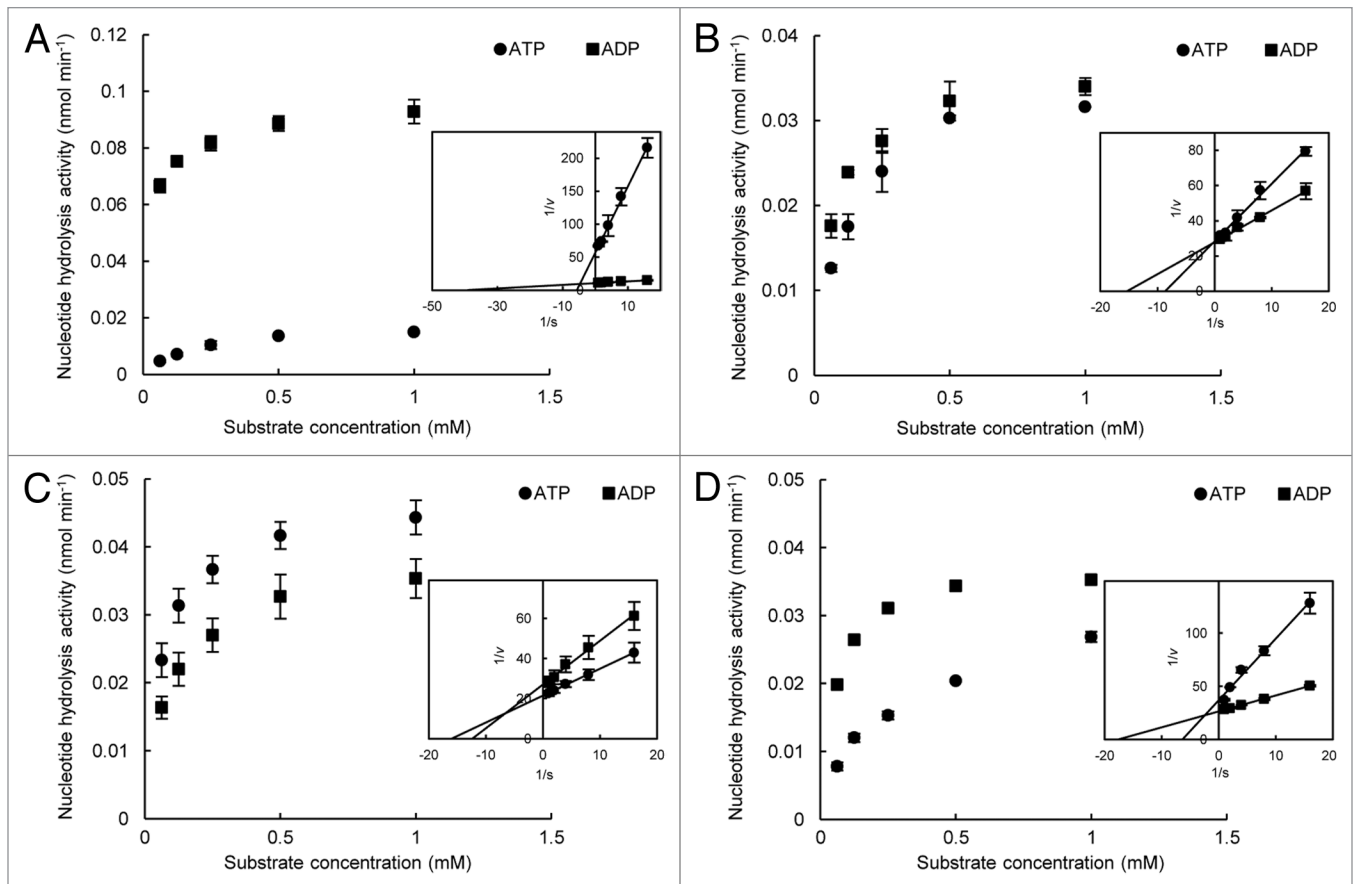 A
Nucleotide hydrolysis activity (nmol min-1)
ATP ADP
0.12
0.1
0.08
0.06
0.04
0.02
0
0 0.5 1 1.5
Substrate concentration (mM)
1/v
200
150
100
50
0
-50 -30 -10 10
1/s
B
Nucleotide hydrolysis activity (nmol min-1)
ATP ADP
0.04
0.03
0.02
0.01
0
0 0.5 1 1.5
Substrate concentration (mM)
1/v
80
60
40
20
0
-20 -10 0 10 20
1/s
C
Nucleotide hydrolysis activity (nmol min-1)
ATP ADP
0.05
0.04
0.03
0.02
0.01
0
0 0.5 1 1.5
Substrate concentration (mM)
1/v
60
40
20
0
-20 -10 0 10 20
1/s
D
Nucleotide hydrolysis activity (nmol min-1)
ATP ADP
0.05
0.04
0.03
0.02
0.01
0
0 0.5 1 1.5
Substrate concentration (mM)
1/v
100
50
0
-20 -10 0 10 20
1/s